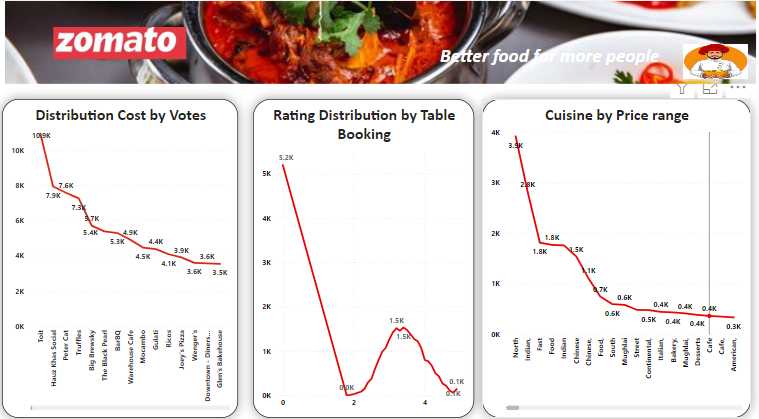 zomato
Better food for more people
Distribution Cost by Votes
10K
8K
6K
4K
2K
0K
10.9K
7.9K
7.6K
7.3K
5.7K
5.4K
5.3K
4.9K
4.5K
4.4K
4.1K
3.9K
3.6K
3.6K
3.5K
Toit
Hauz Khas Social
Peter Cat
Truffles
Big Brewsky
The Black Pearl
BarBQ
Warehouse Cafe
Mocambo
Gulati
Ricos
Joey's Pizza
Wenger's
Downtown - Diners...
Glen's Bakehouse
Rating Distribution by Table
Booking
5K
4K
3K
2K
1K
0K
5.2K
0.0K
1.5K
1.5K
0.1K
0.1K
0
2
4
Cuisine by Price range
4K
3K
2K
1K
0K
3.9K
2.8K
1.8K
1.8K
1.5K
1.1K
0.7K
0.6K
0.6K
0.5K
0.4K
0.4K
0.4K
0.4K
0.3K
North
Indian,
Fast
Food
Indian
Chinese
Chinese,
Food,
South
Mughlai
Street
Continental,
Italian,
Bakery,
Mughlai,
Desserts
Cafe
Cafe,
American,